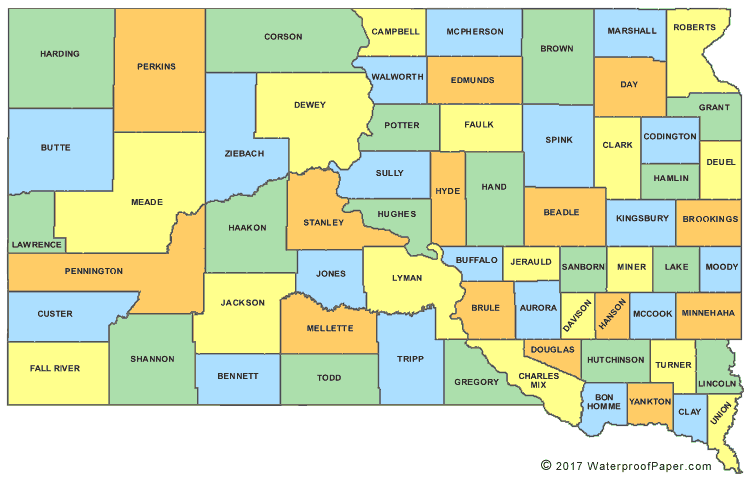 HARDING
PERKINS
CORSON
CAMPBELL
MCPHERSON
BROWN
MARSHALL
ROBERTS
WALWORTH
EDMUNDS
DAY
DEWEY
GRANT
BUTTE
ZIEBACH
POTTER
FAULK
SPINK
CLARK
CODINGTON
DEUEL
HAMLIN
MEADE
SULLY
HYDE
HAND
LAWRENCE
HAAKON
STANLEY
HUGHES
BEADLE
KINGSBURY
BROOKINGS
PENNINGTON
JONES
LYMAN
BUFFALO
JERAULD
SANBORN
MINER
LAKE
MOODY
CUSTER
JACKSON
MELLETTE
BRULE
AURORA
DAVISON
HANSON
MCCOOK
MINNEHAHA
FALL RIVER
SHANNON
BENNETT
TODD
TRIPP
GREGORY
CHARLES
MIX
DOUGLAS
HUTCHINSON
TURNER
LINCOLN
BON
HOMME
YANKTON
CLAY
UNION
© 2017 WaterproofPaper.com